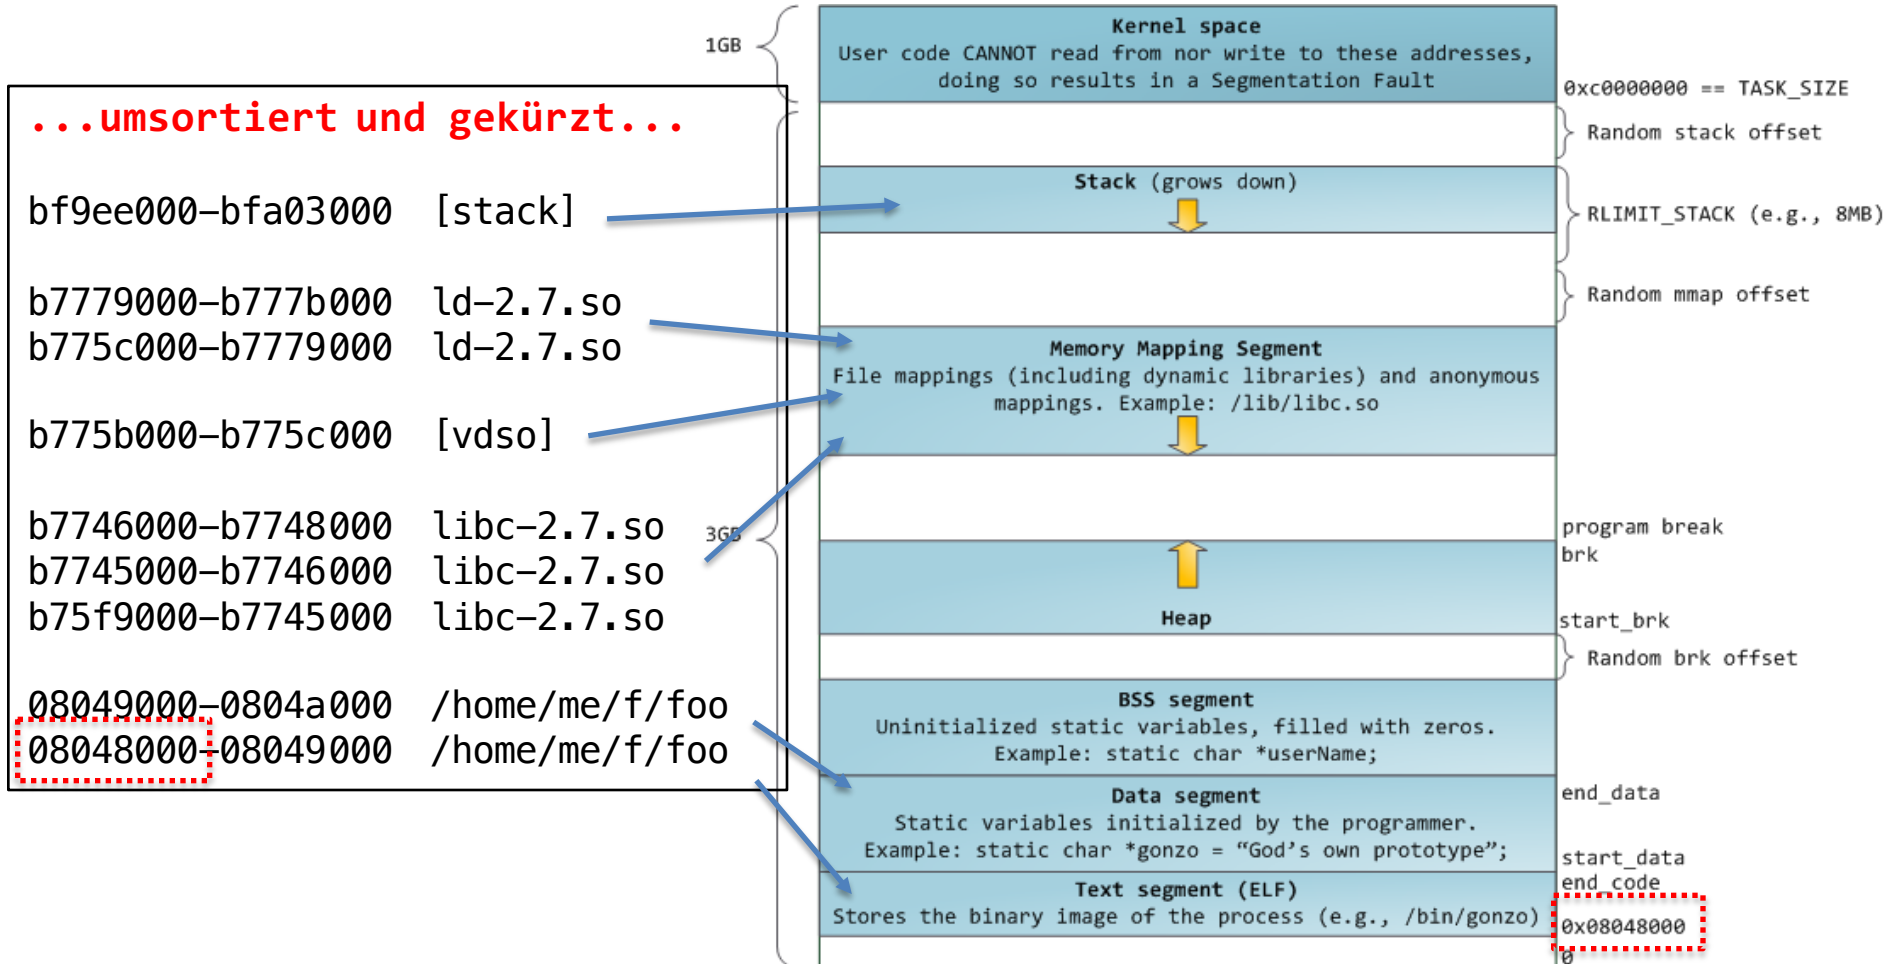 ...umsortiert und gekürzt...
bf9ee000–bfa03000 [stack]
b7779000–b777b000 ld–2.7.so
b775c000–b7779000 ld–2.7.so
b775b000–b775c000 [vdso]
b7746000–b7748000 libc–2.7.so
b7745000–b7746000 libc–2.7.so
b75f9000–b7745000 libc–2.7.so
08049000–0804a000 /home/me/f/foo
08048000–08049000 /home/me/f/foo
1GB
3GB
Kernel space
User code CANNOT read from nor write to these addresses,
doing so results in a Segmentation Fault
0xc0000000 == TASK_SIZE
Random stack offset
Stack (grows down)
RLIMIT_STACK (e.g., 8MB)
Random mmap offset
Memory Mapping Segment
File mappings (including dynamic libraries) and anonymous
mappings. Example: /lib/libc.so
program break
brk
Heap
start_brk
Random brk offset
BSS segment
Uninitialized static variables, filled with zeros.
Example: static char *userName;
Data segment
Static variables initialized by the programmer.
Example: static char *gonzo = “God’s own prototype”;
end_data
start_data
Text segment (ELF)
Stores the binary image of the process (e.g., /bin/gonzo)
end_code
0x08048000
0